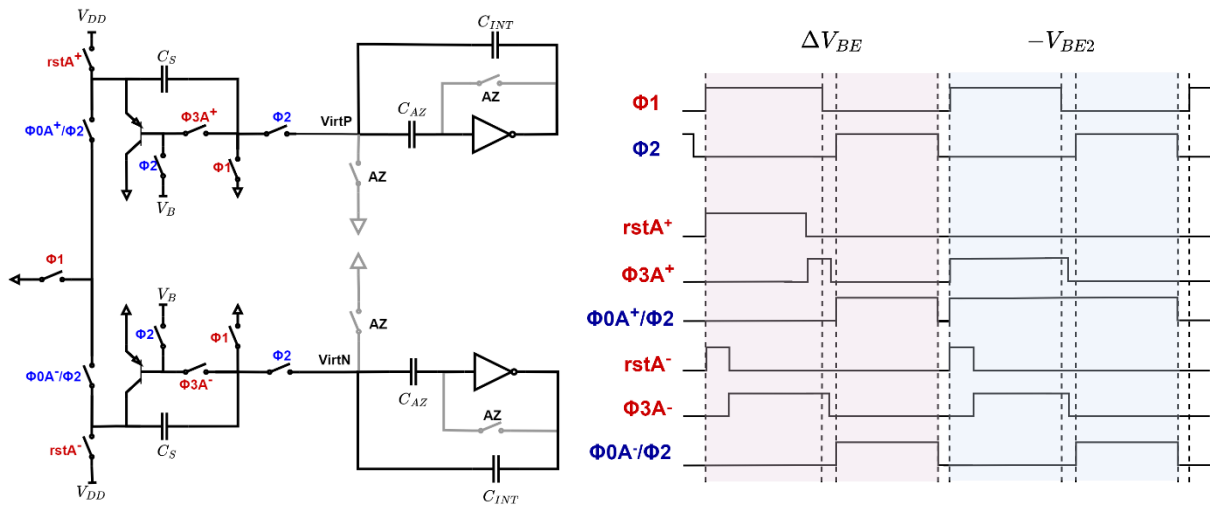 V_DD
rstA⁺
C_S
Φ0A⁺/Φ2
Φ3A⁺
Φ2
Φ1
V_B
Φ2
VirtP
C_INT
AZ
C_AZ
AZ
Φ1
V_B
Φ2
Φ1
Φ0A⁻/Φ2
Φ3A⁻
Φ2
VirtN
AZ
C_AZ
AZ
C_INT
C_S
rstA⁻
V_DD
ΔV_BE
−V_BE2
Φ1
Φ2
rstA⁺
Φ3A⁺
Φ0A⁺/Φ2
rstA⁻
Φ3A⁻
Φ0A⁻/Φ2